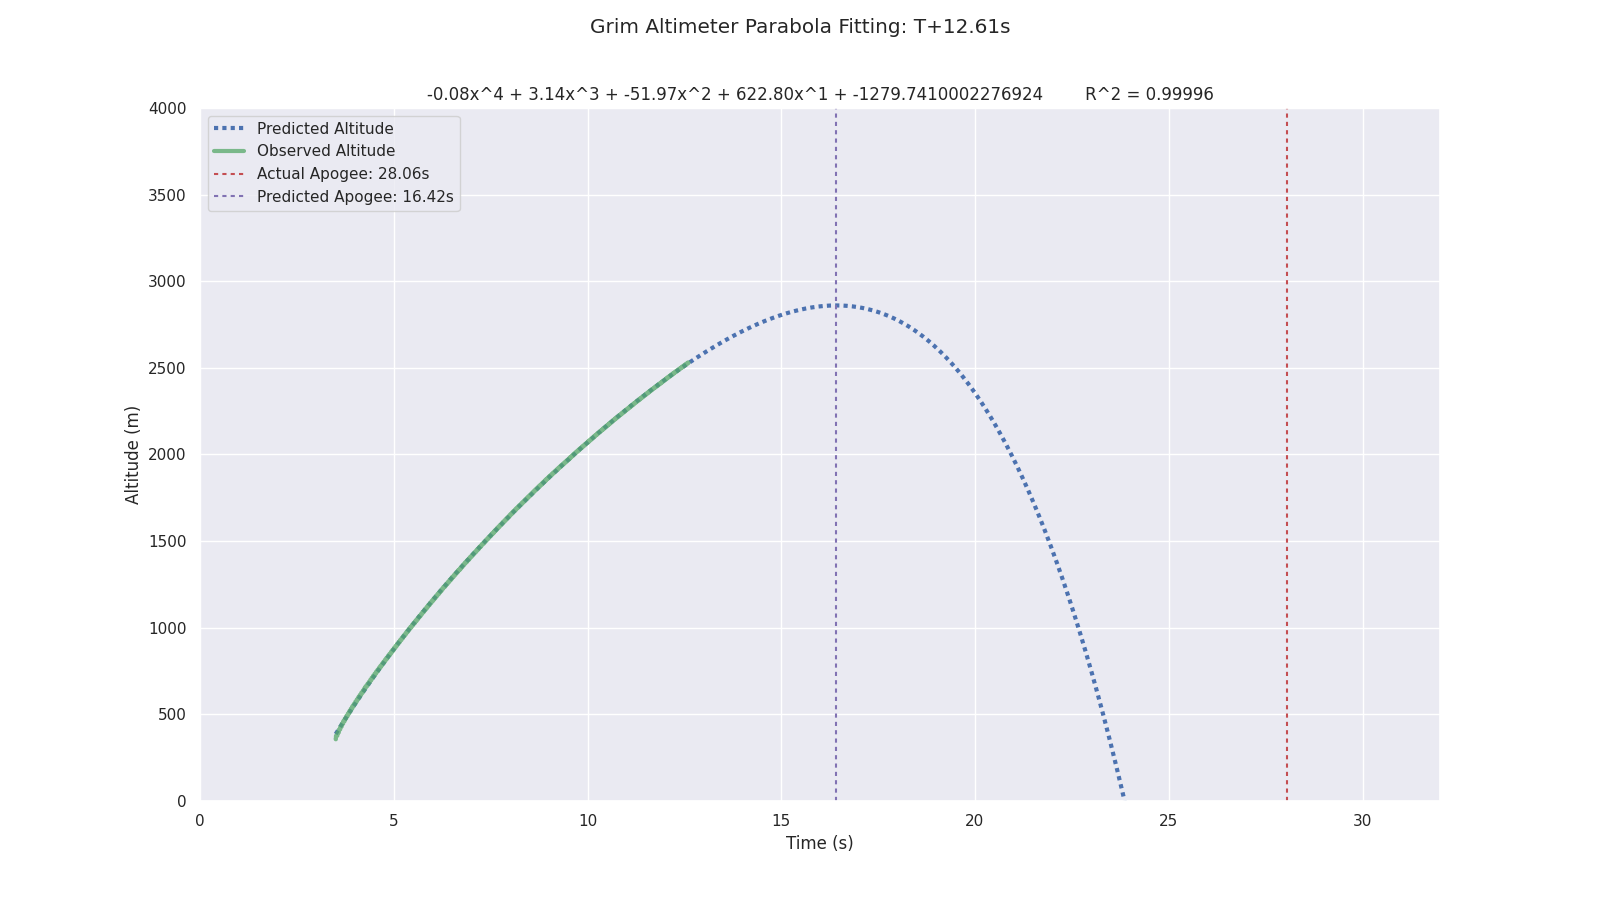 Grim Altimeter Parabola Fitting: T+12.61s
-0.08x^4 + 3.14x^3 + -51.97x^2 + 622.80x^1 + -1279.7410002276924 R^2 = 0.99996
Predicted Altitude
Observed Altitude
Actual Apogee: 28.06s
Predicted Apogee: 16.42s
4000
3500
3000
2500
2000
1500
1000
500
0
Altitude (m)
0 5 10 15 20 25 30
Time (s)